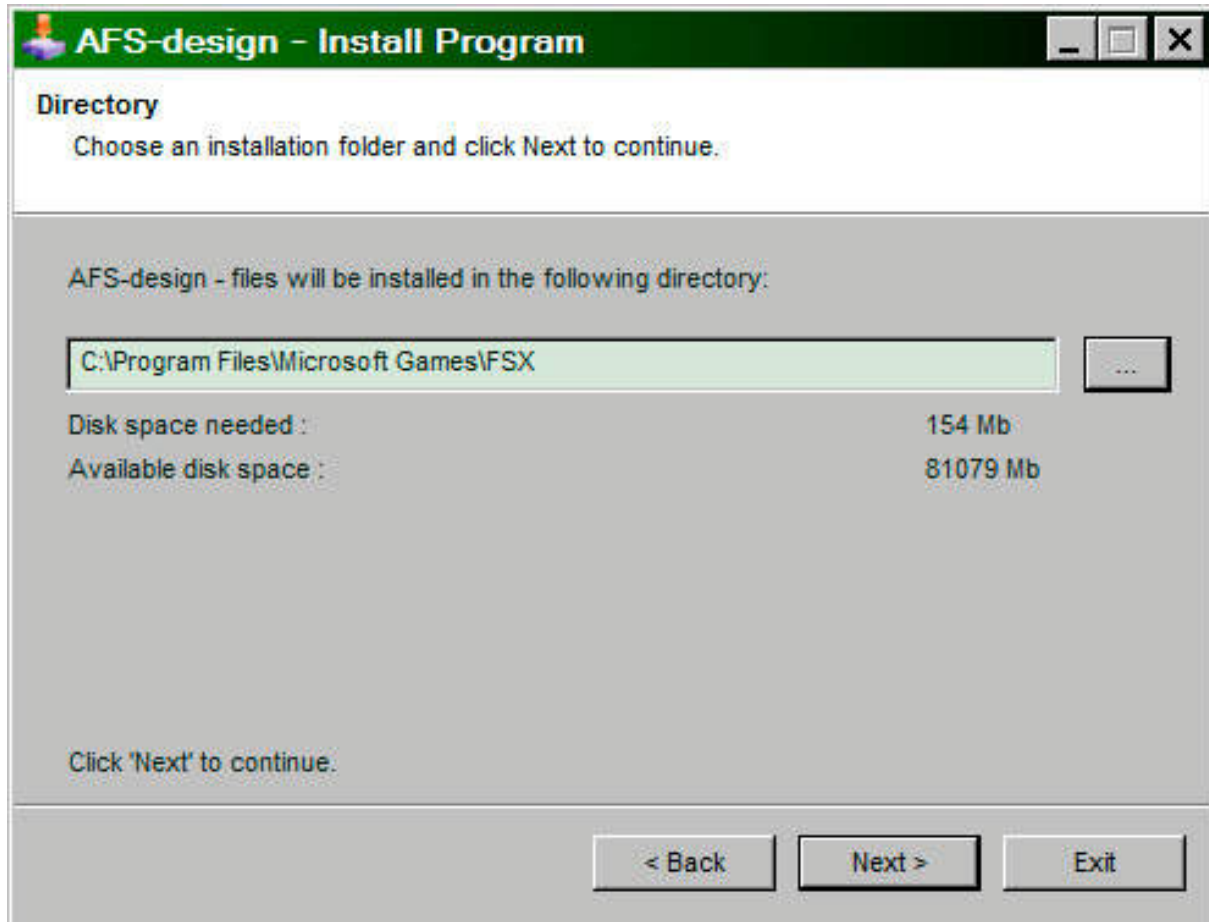 AFS-design - Install Program
Directory
Choose an installation folder and click Next to continue.
AFS-design - files will be installed in the following directory:
C:\Program Files\Microsoft Games\FSX
...
Disk space needed : 154 Mb
Available disk space : 81079 Mb
Click 'Next' to continue.
< Back Next > Exit